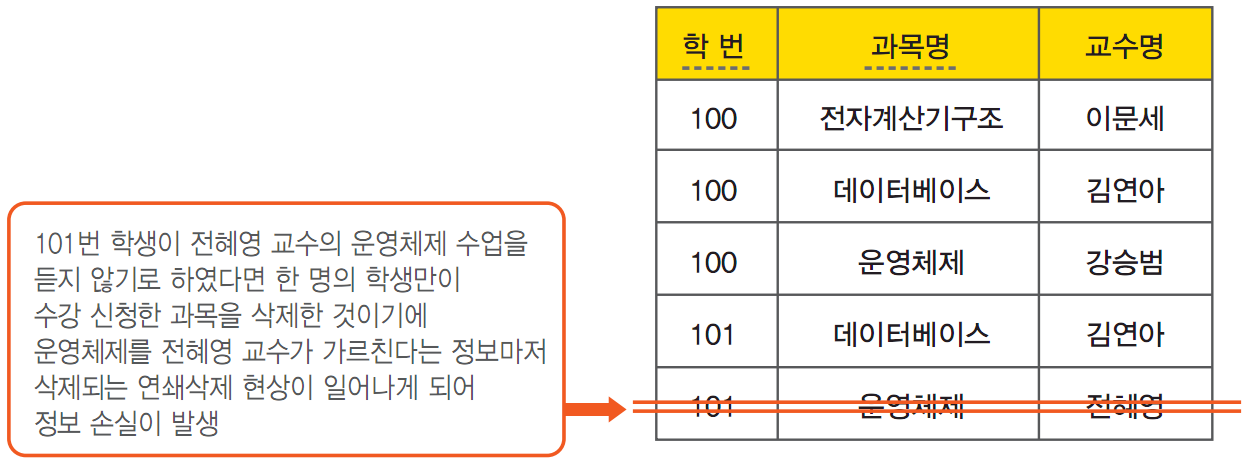 학 번 과목명 교수명
100 전자계산기구조 이문세
100 데이터베이스 김연아
100 운영체제 강승범
101 데이터베이스 김연아
101 운영체제 전혜영
101번 학생이 전혜영 교수의 운영체제 수업을
듣지 않기로 하였다면 한 명의 학생만이
수강 신청한 과목을 삭제한 것이기에
운영체제를 전혜영 교수가 가르친다는 정보마저
삭제되는 연쇄삭제 현상이 일어나게 되어
정보 손실이 발생